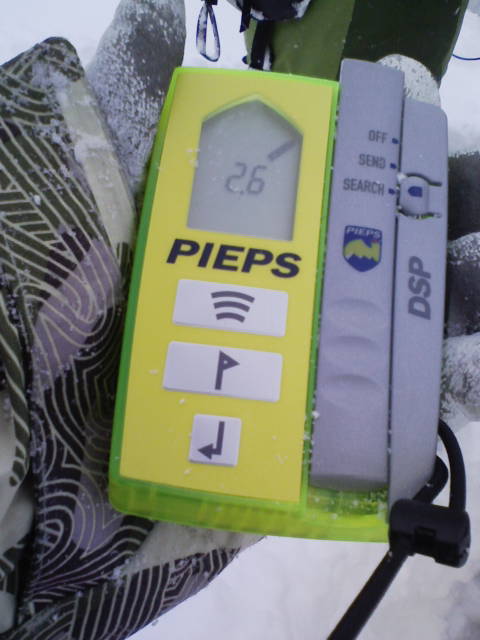 2.6
PIEPS
OFF
SEND
SEARCH
PIEPS
DSP